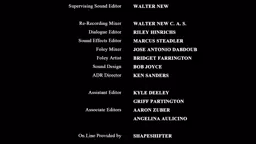 Supervising Sound Editor WALTER NEW
Re-Recording Mixer WALTER NEW C. A. S.
Dialogue Editor RILEY HINRICHS
Sound Effects Editor MARCUS STEADLER
Foley Mixer JOSE ANTONIO DABDOUB
Foley Artist BRIDGET FARRINGTON
Sound Design BOB JOYCE
ADR Director KEN SANDERS
Assistant Editor KYLE DEELEY
GRIFF PARTINGTON
Associate Editors AARON ZUBER
ANGELINA AULICINO
On Line Provided by SHAPESHIFTER